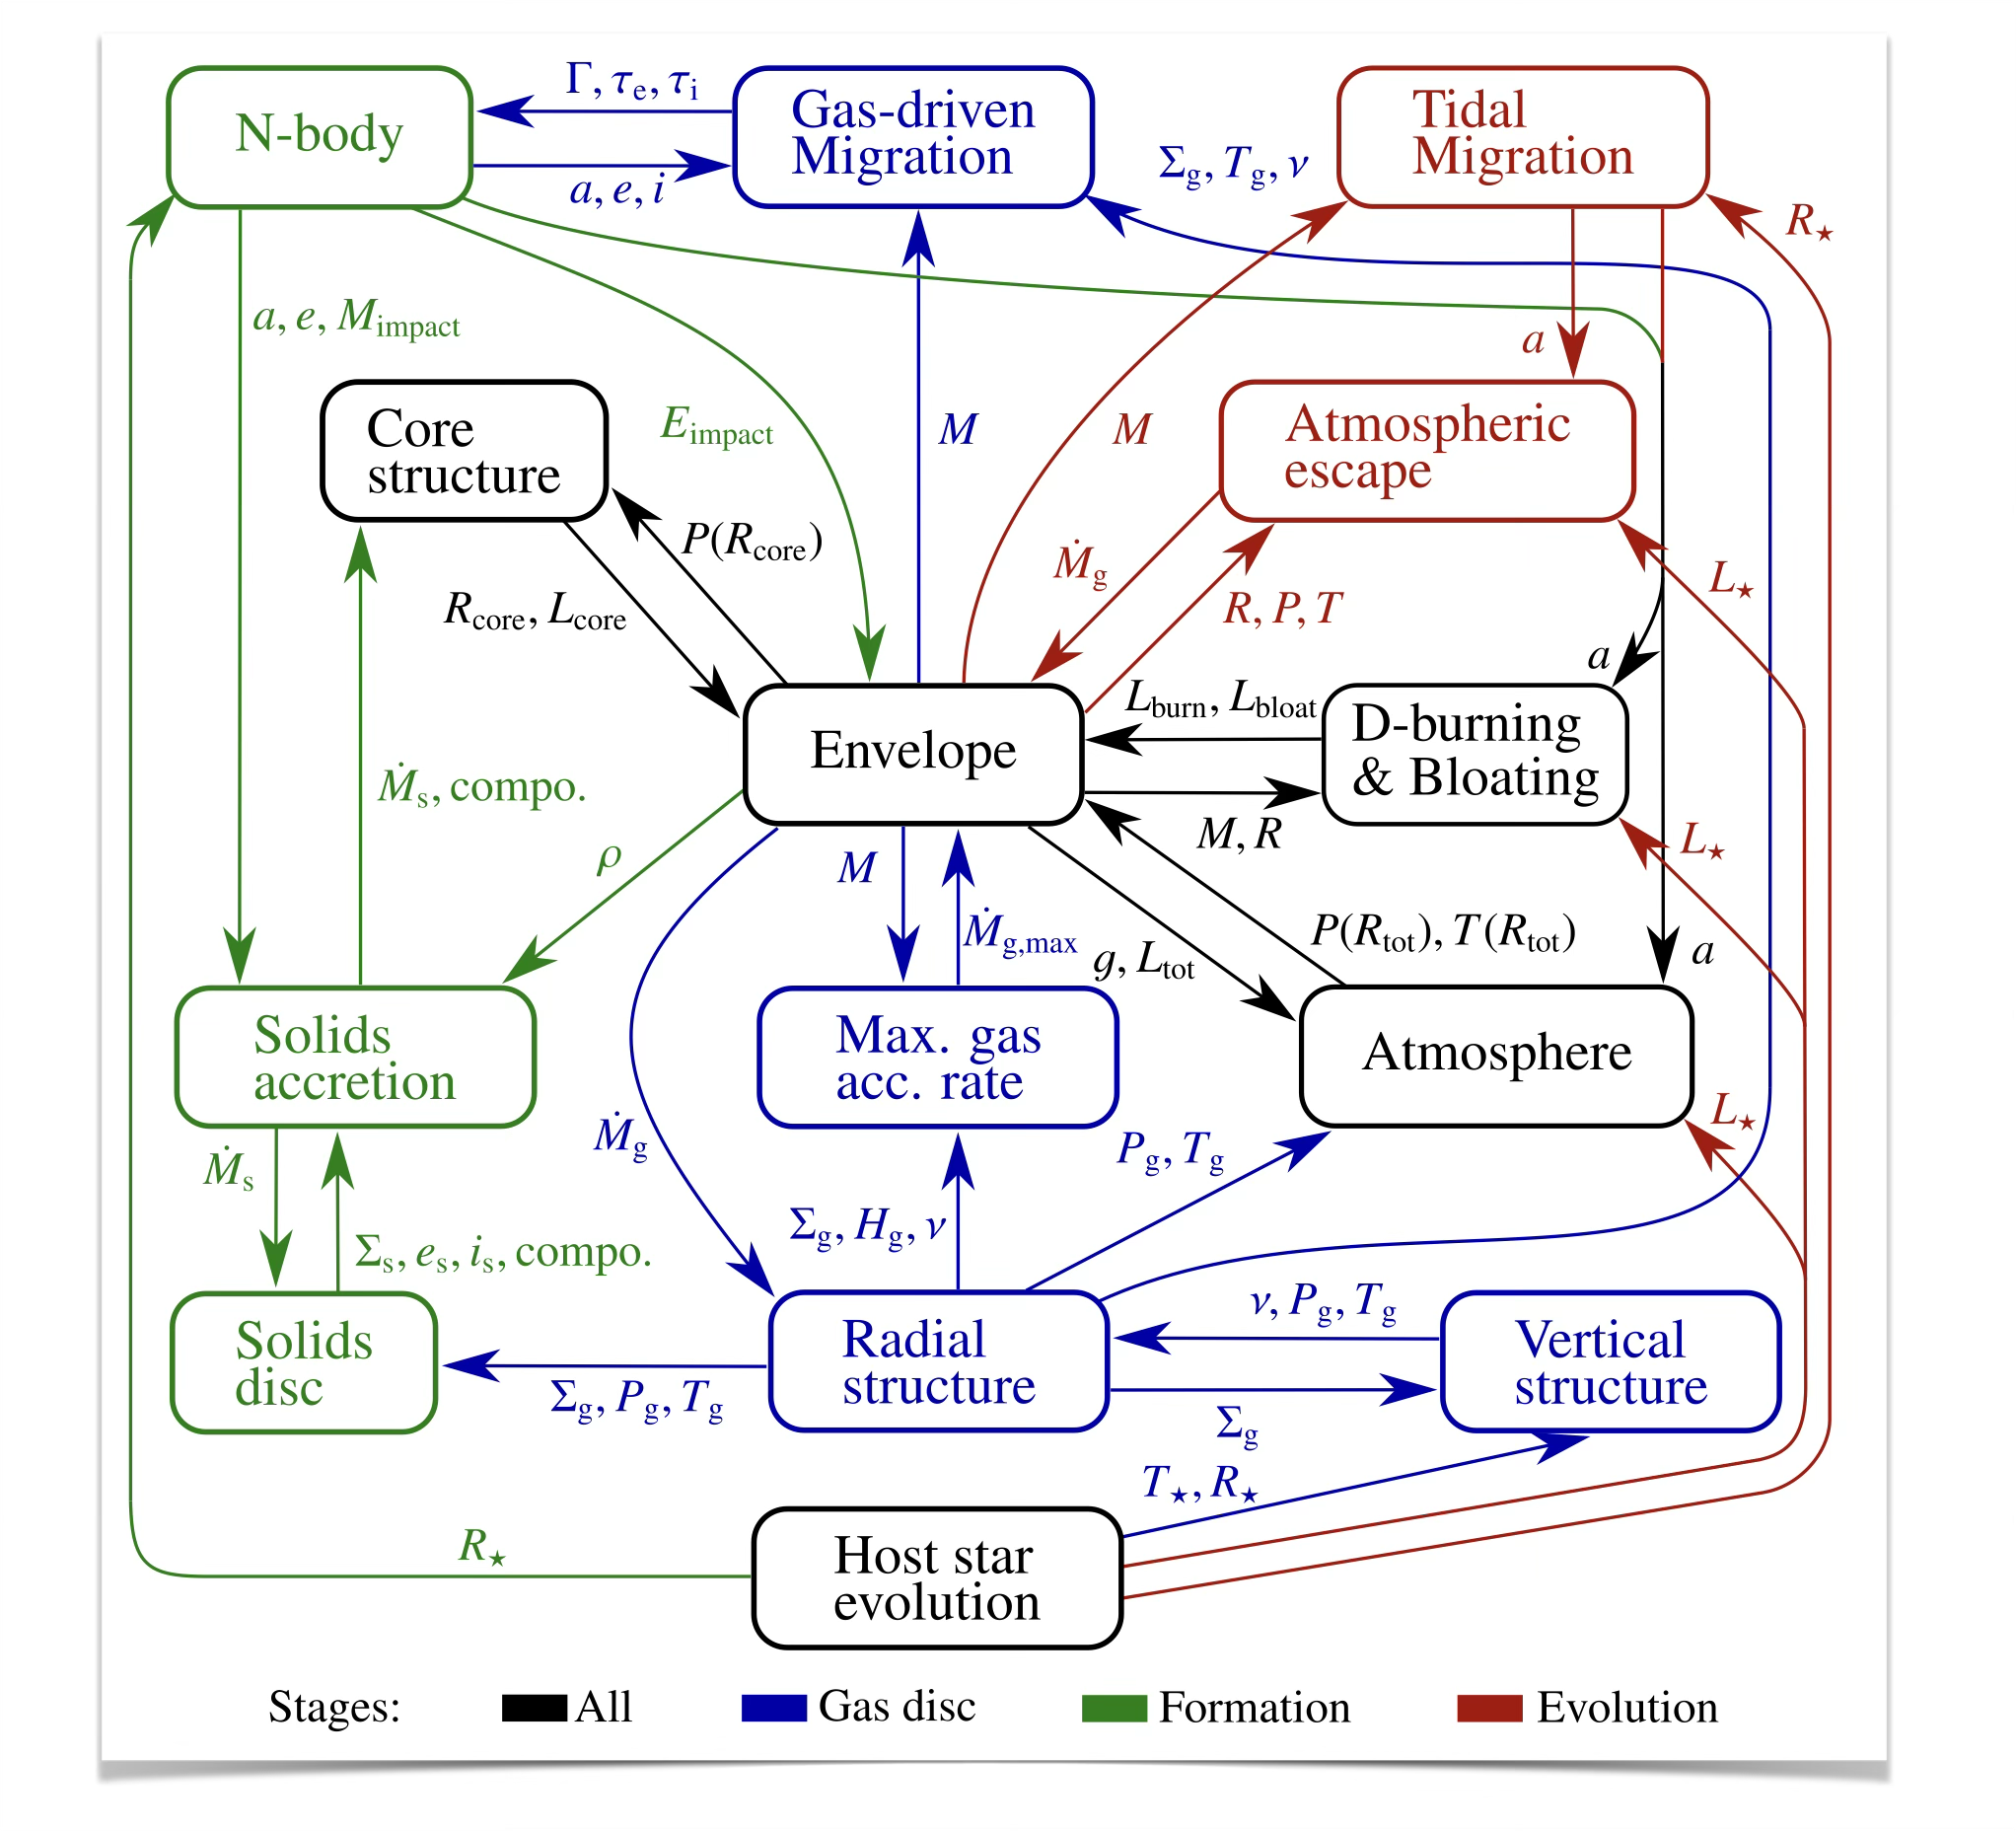 Γ, τe, τi
N-body
Gas-driven
Migration
Tidal
Migration
a, e, i
Σg, Tg, ν
R★
a, e, Mimpact
a
Core
structure
Eimpact
M
M
Atmospheric
escape
P(Rcore)
Ṁg
L★
Rcore, Lcore
R, P, T
a
Lburn, Lbloat
Envelope
D-burning
& Bloating
Ṁs, compo.
M, R
L★
ρ
M
Ṁg,max
g, Ltot
P(Rtot), T(Rtot)
a
Solids
accretion
Max. gas
acc. rate
Atmosphere
Ṁs
Ṁg
Pg, Tg
L★
Σs, es, is, compo.
Σg, Hg, ν
Solids
disc
Radial
structure
ν, Pg, Tg
Vertical
structure
Σg, Pg, Tg
Σg
T★, R★
R★
Host star
evolution
Stages: All Gas disc Formation Evolution